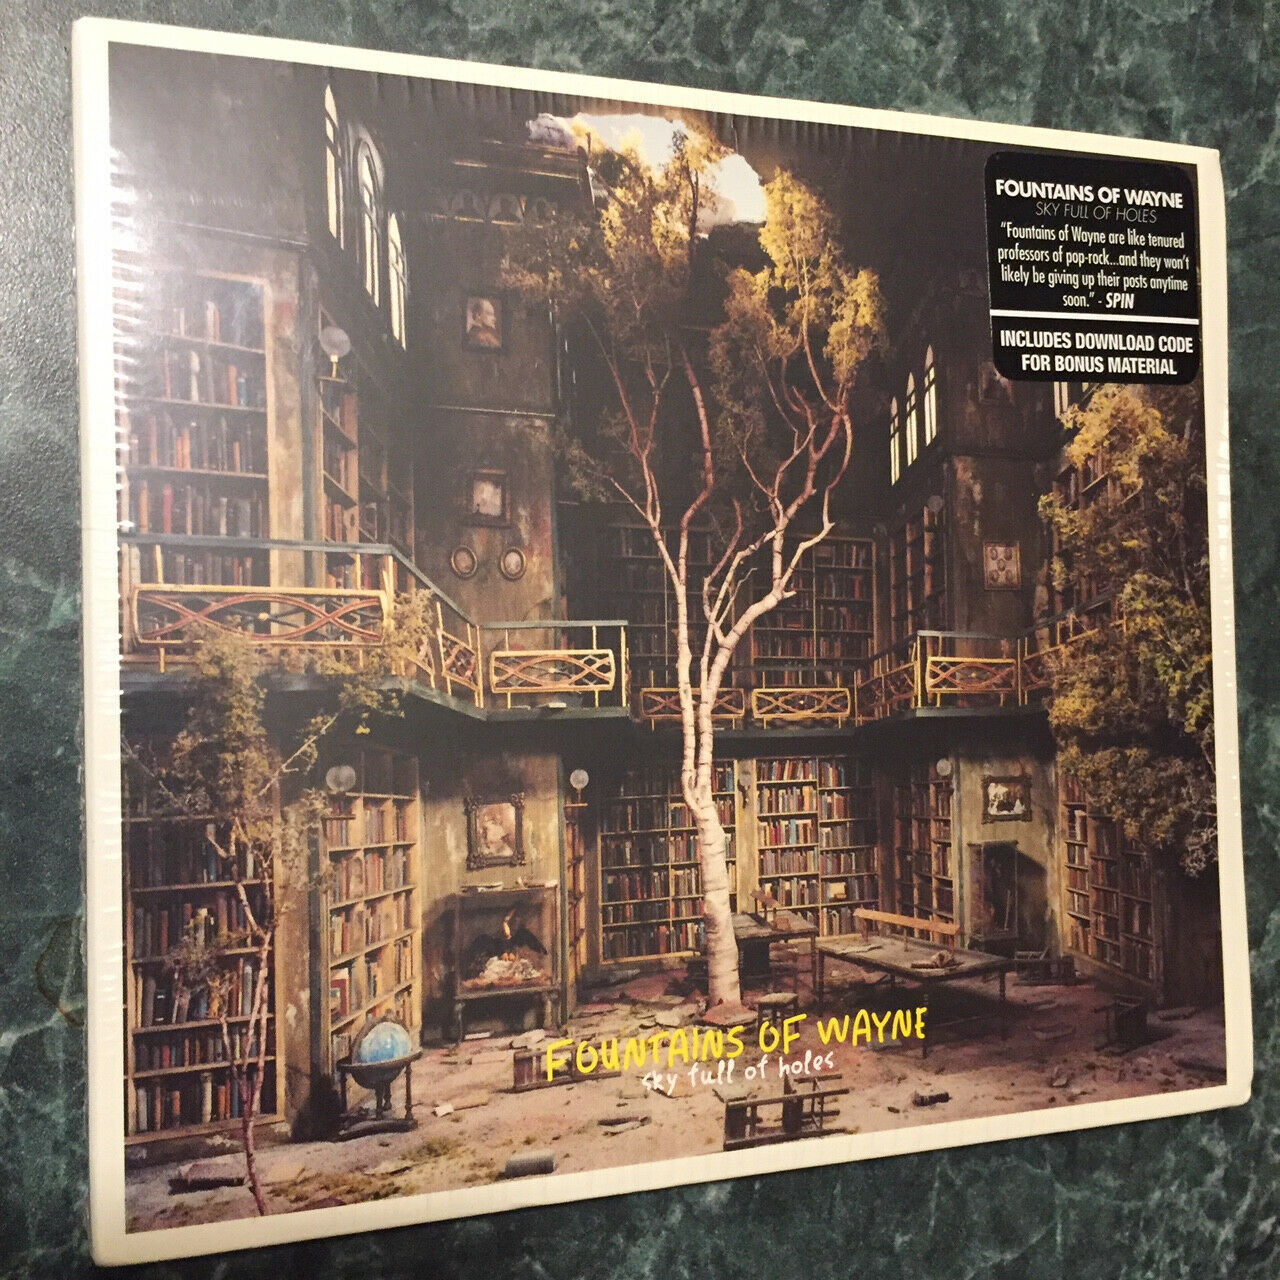 FOUNTAINS OF WAYNE
SKY FULL OF HOLES
"Fountains of Wayne are like tenured
professors of pop-rock...and they won't
likely be giving up their posts anytime
soon." - SPIN
INCLUDES DOWNLOAD CODE
FOR BONUS MATERIAL
FOUNTAINS OF WAYNE
sky full of holes